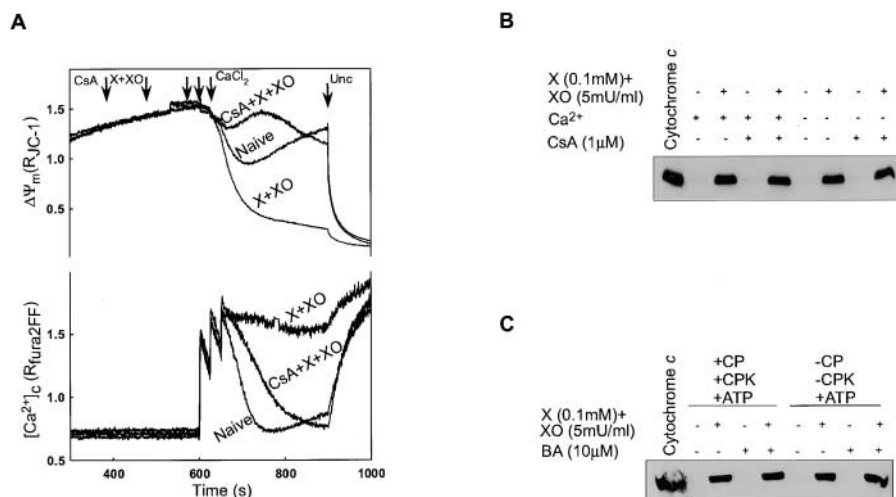 A
CsA X+XO CaCl2 Unc
1.5
1.0
0.5
ΔΨm(RJC-1)
CsA+X+XO
Naive
X+XO
1.5
1.0
0.5
[Ca2+]c (Rfura2FF)
X+XO
CsA+X+XO
Naive
400 600 800 1000
Time (s)
B
Cytochrome c
X (0.1mM)+
XO (5mU/ml) - + - + - + - +
Ca2+ + + + + - - - -
CsA (1μM) - - + + - - + +
C
Cytochrome c
+CP -CP
+CPK -CPK
+ATP +ATP
X (0.1mM)+
XO (5mU/ml) - + - + - + - +
BA (10μM) - - + + - - + +